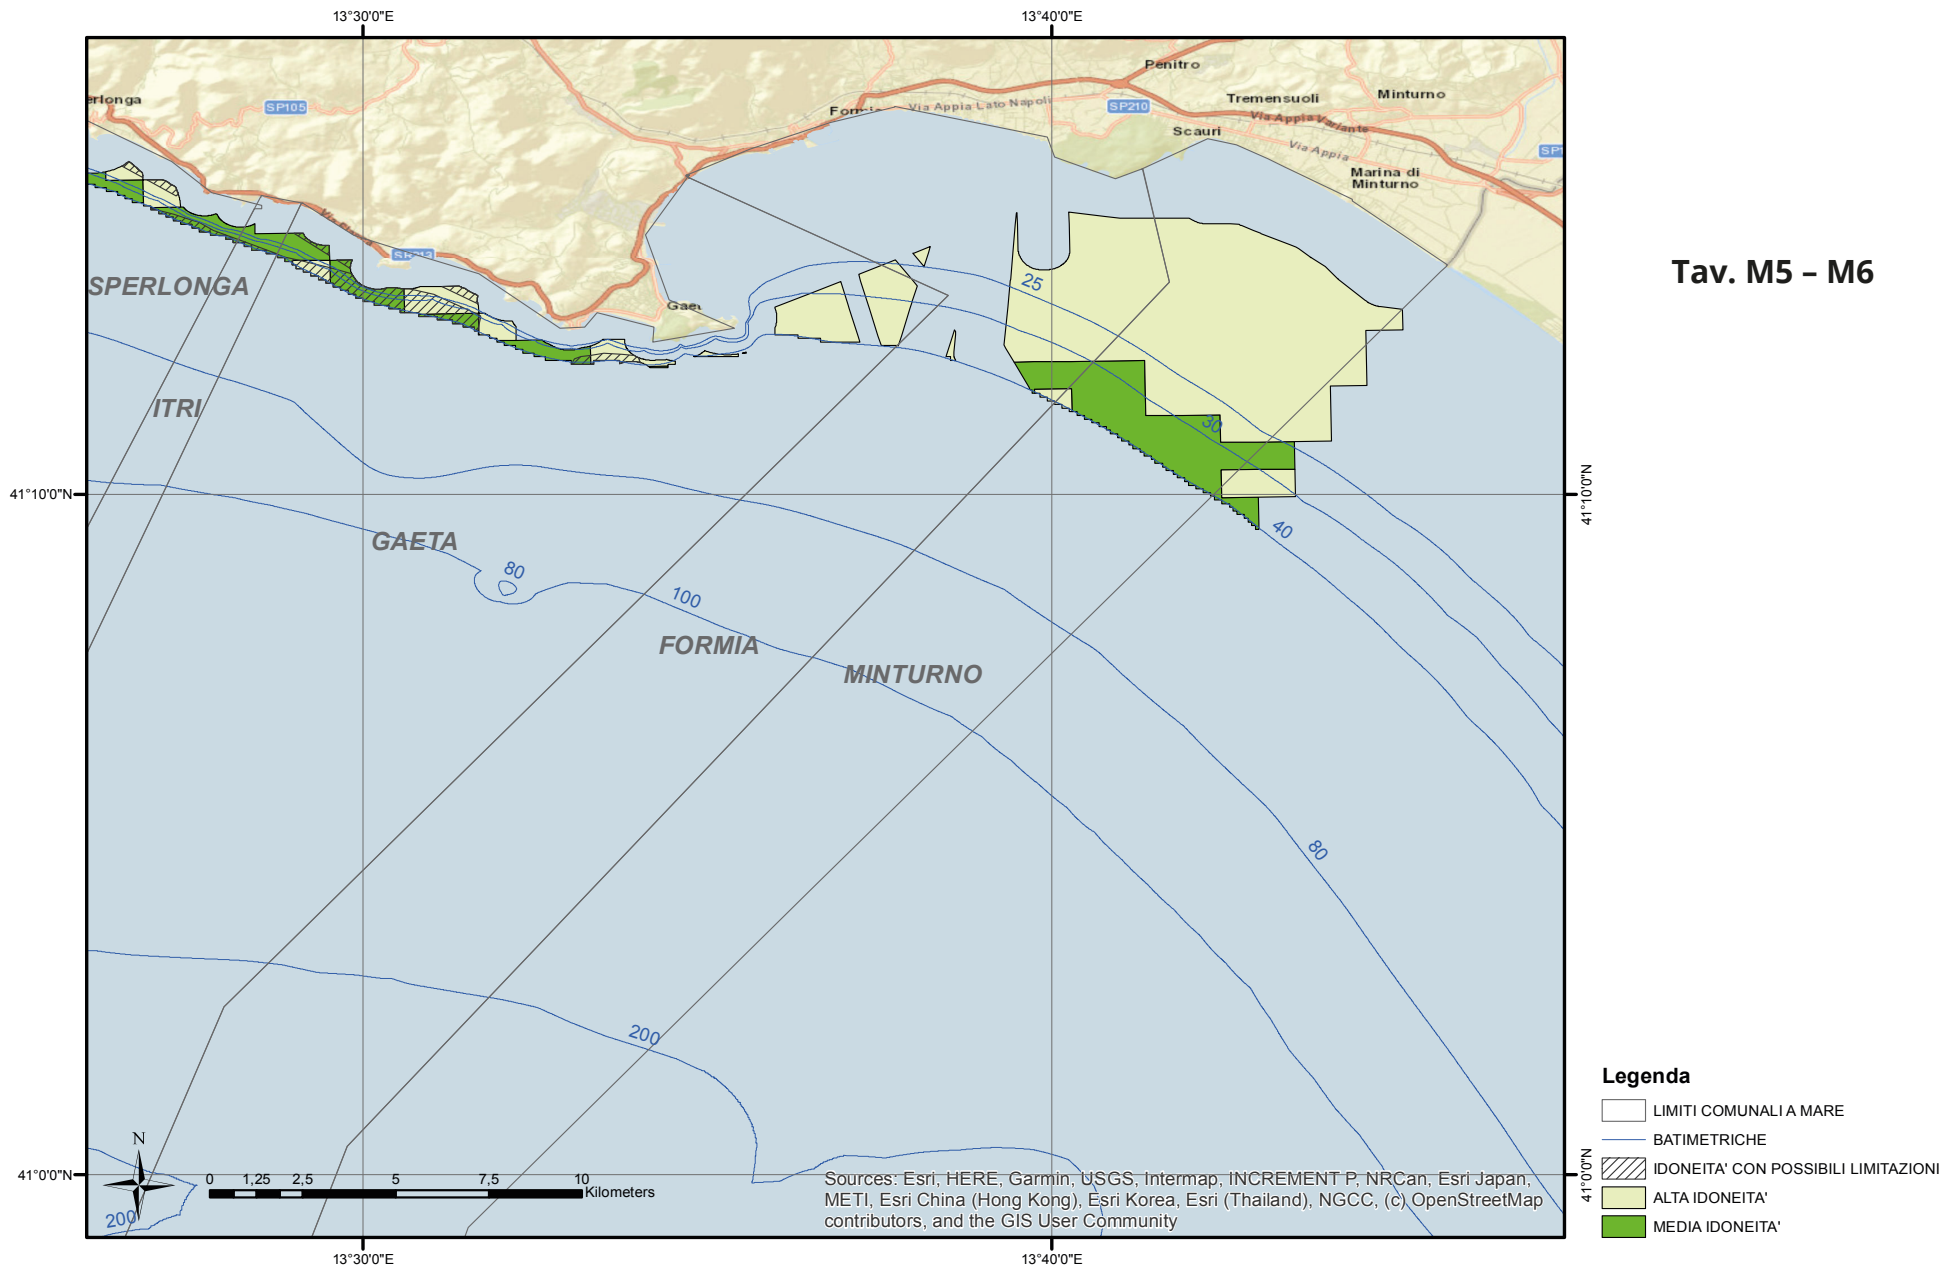 13°30'0"E
13°40'0"E
Penitro
erlonga
SP105
Via Appia Lato Napoli
SP210
Tremensuoli
Minturno
Via Appia Variante
Scauri
Via Appia
Marina di
Minturno
Via Flacca
Tav. M5 – M6
SPERLONGA
25
Gae
ITRI
30
41°10'0"N
41°10'0"N
40
GAETA
80
100
FORMIA
MINTURNO
80
200
Legenda
LIMITI COMUNALI A MARE
BATIMETRICHE
IDONEITA' CON POSSIBILI LIMITAZIONI
ALTA IDONEITA'
MEDIA IDONEITA'
N
41°0'0"N
41°0'0"N
0 1,25 2,5 5 7,5 10
Kilometers
200
Sources: Esri, HERE, Garmin, USGS, Intermap, INCREMENT P, NRCan, Esri Japan,
METI, Esri China (Hong Kong), Esri Korea, Esri (Thailand), NGCC, (c) OpenStreetMap
contributors, and the GIS User Community
13°30'0"E
13°40'0"E